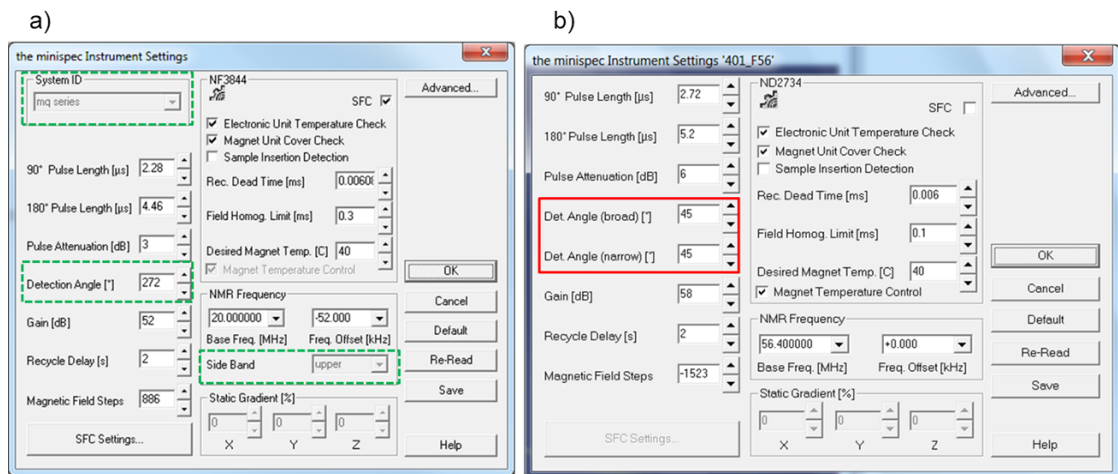 a)
the minispec Instrument Settings
System ID
mq series
90° Pulse Length [µs] 2.28
180° Pulse Length [µs] 4.46
Pulse Attenuation [dB] 3
Detection Angle [°] 272
Gain [dB] 52
Recycle Delay [s] 2
Magnetic Field Steps 886
SFC Settings...
NF3844
SFC
Electronic Unit Temperature Check
Magnet Unit Cover Check
Sample Insertion Detection
Rec. Dead Time [ms]
Field Homog. Limit [ms] 0.3
Desired Magnet Temp. [C] 40
Magnet Temperature Control
NMR Frequency
20.000000 -52.000
Base Freq. [MHz] Freq. Offset [kHz]
Side Band upper
Static Gradient [%]
0 0 0
X Y Z
Advanced...
OK
Cancel
Default
Re-Read
Save
Help
b)
the minispec Instrument Settings '401_F56'
90° Pulse Length [µs] 2.72
180° Pulse Length [µs] 5.2
Pulse Attenuation [dB] 6
Det. Angle (broad) [°] 45
Det. Angle (narrow) [°] 45
Gain [dB] 58
Recycle Delay [s] 2
Magnetic Field Steps -1523
SFC Settings...
ND2734
SFC
Electronic Unit Temperature Check
Magnet Unit Cover Check
Sample Insertion Detection
Rec. Dead Time [ms] 0.006
Field Homog. Limit [ms] 0.1
Desired Magnet Temp. [C] 40
Magnet Temperature Control
NMR Frequency
56.400000 +0.000
Base Freq. [MHz] Freq. Offset [kHz]
Static Gradient [%]
0 0 0
X Y Z
Advanced...
OK
Cancel
Default
Re-Read
Save
Help